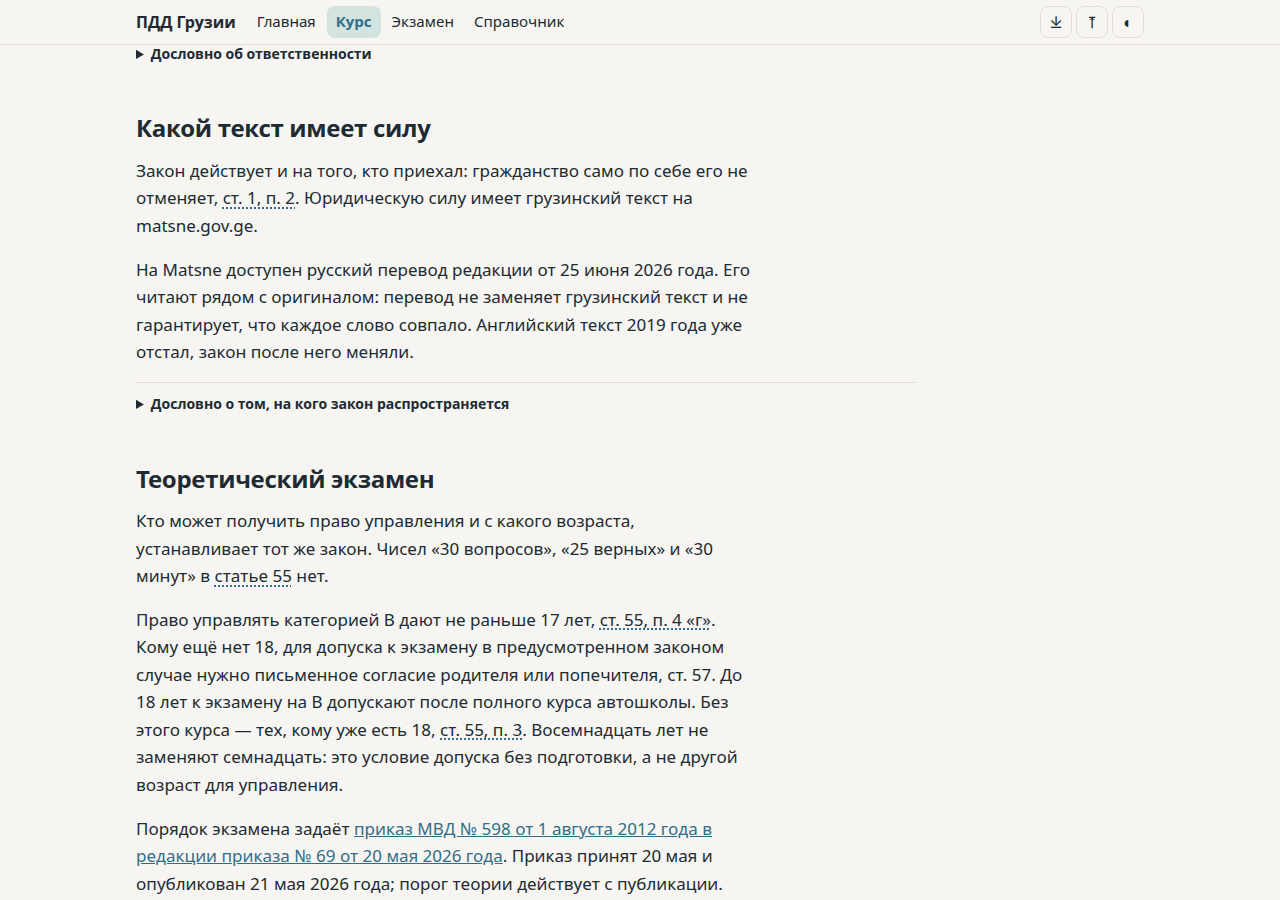 ПДД Грузии Главная Курс Экзамен Справочник
Дословно об ответственности
Какой текст имеет силу
Закон действует и на того, кто приехал: гражданство само по себе его не
отменяет, ст. 1, п. 2. Юридическую силу имеет грузинский текст на
matsne.gov.ge.
На Matsne доступен русский перевод редакции от 25 июня 2026 года. Его
читают рядом с оригиналом: перевод не заменяет грузинский текст и не
гарантирует, что каждое слово совпало. Английский текст 2019 года уже
отстал, закон после него меняли.
Дословно о том, на кого закон распространяется
Теоретический экзамен
Кто может получить право управления и с какого возраста,
устанавливает тот же закон. Чисел «30 вопросов», «25 верных» и «30
минут» в статье 55 нет.
Право управлять категорией B дают не раньше 17 лет, ст. 55, п. 4 «г».
Кому ещё нет 18, для допуска к экзамену в предусмотренном законом
случае нужно письменное согласие родителя или попечителя, ст. 57. До
18 лет к экзамену на B допускают после полного курса автошколы. Без
этого курса — тех, кому уже есть 18, ст. 55, п. 3. Восемнадцать лет не
заменяют семнадцать: это условие допуска без подготовки, а не другой
возраст для управления.
Порядок экзамена задаёт приказ МВД № 598 от 1 августа 2012 года в
редакции приказа № 69 от 20 мая 2026 года. Приказ принят 20 мая и
опубликован 21 мая 2026 года; порог теории действует с публикации.